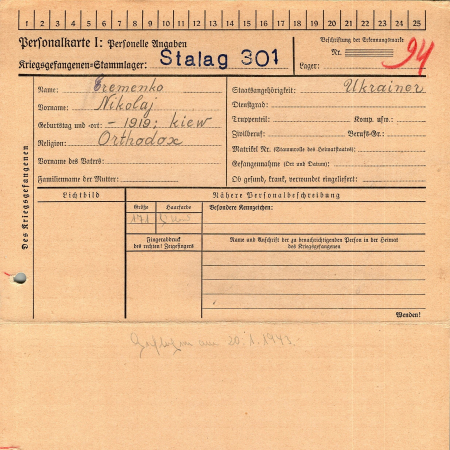 1 2 3 4 5 6 7 8 9 10 11 12 13 14 15 16 17 18 19 20 21 22 23 24 25
Personalkarte I: Personelle Angaben
Kriegsgefangenen-Stammlager: Stalag 301
Beschriftung der Erkennungsmarke
Nr. 94
Lager:
Des Kriegsgefangenen
Name: Eremenko
Vorname: Nikolaj
Geburtstag und -ort: – 1919; kiew
Religion: Orthodox
Vorname des Vaters:
Familienname der Mutter:
Staatsangehörigkeit: Ukrainer
Dienstgrad:
Truppenteil: Komp. usw.:
Zivilberuf: Berufs-Gr.:
Matrikel Nr. (Stammrolle des Heimatstaates):
Gefangennahme (Ort und Datum):
Ob gesund, krank, verwundet eingeliefert:
Lichtbild
Nähere Personalbeschreibung
Größe Haarfarbe
171
Besondere Kennzeichen:
Fingerabdruck
des rechten! Zeigefingers
Name und Anschrift der zu benachrichtigenden Person in der Heimat
des Kriegsgefangenen
Wenden!
am 20.1.1943